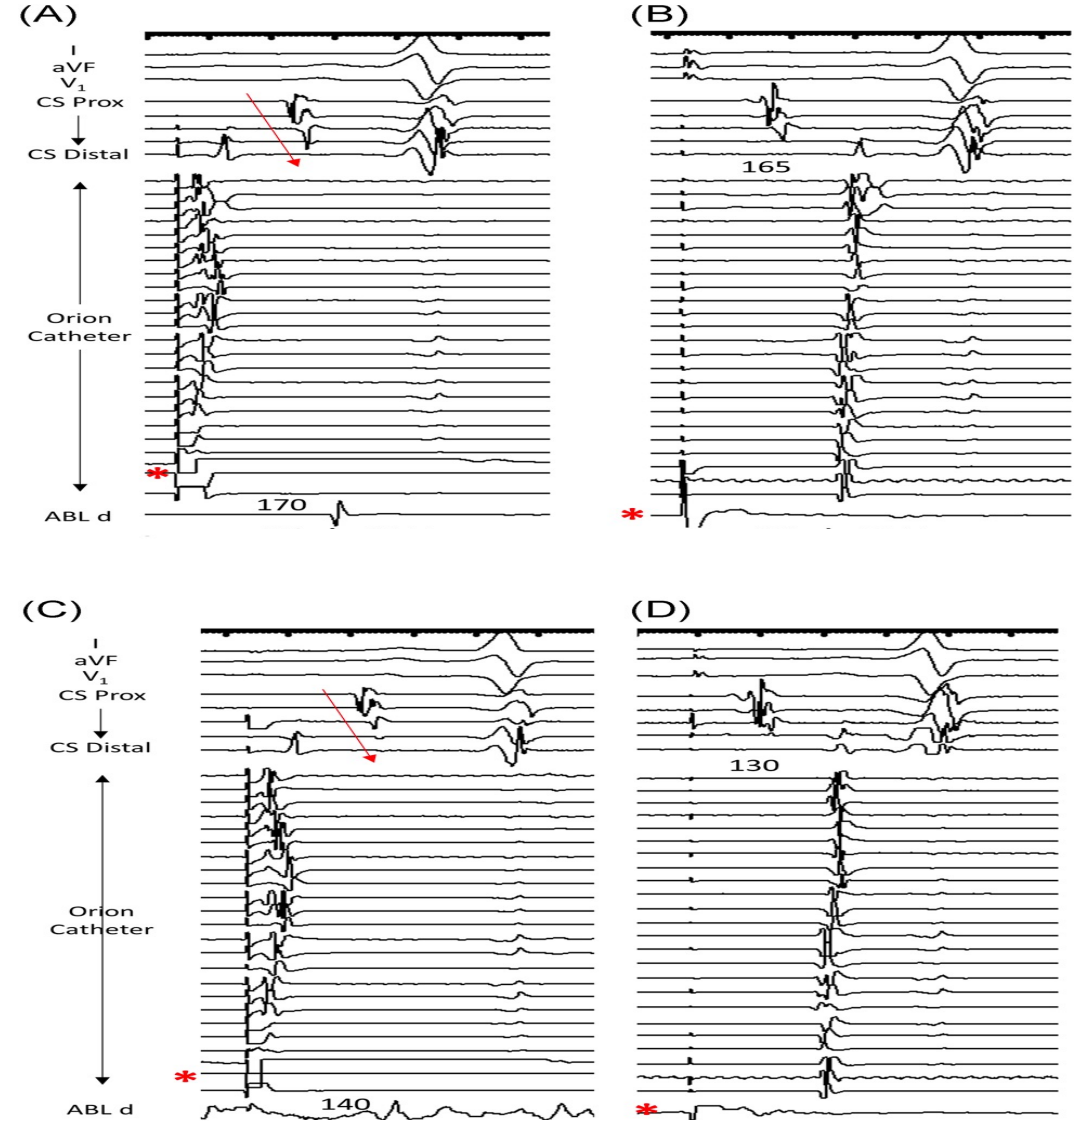 (A)
I
aVF
V1
CS Prox
CS Distal
Orion
Catheter
*
170
ABL d
(B)
165
*
(C)
I
aVF
V1
CS Prox
CS Distal
Orion
Catheter
*
140
ABL d
(D)
130
*